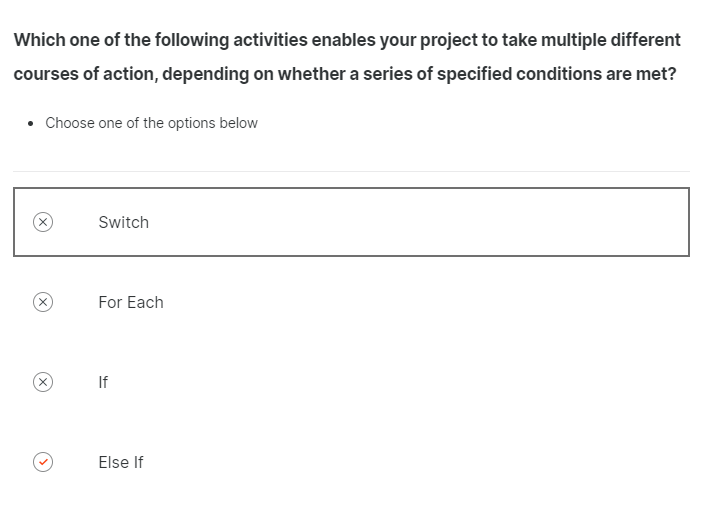 Which one of the following activities enables your project to take multiple different
courses of action, depending on whether a series of specified conditions are met?
• Choose one of the options below
Switch
For Each
If
Else If